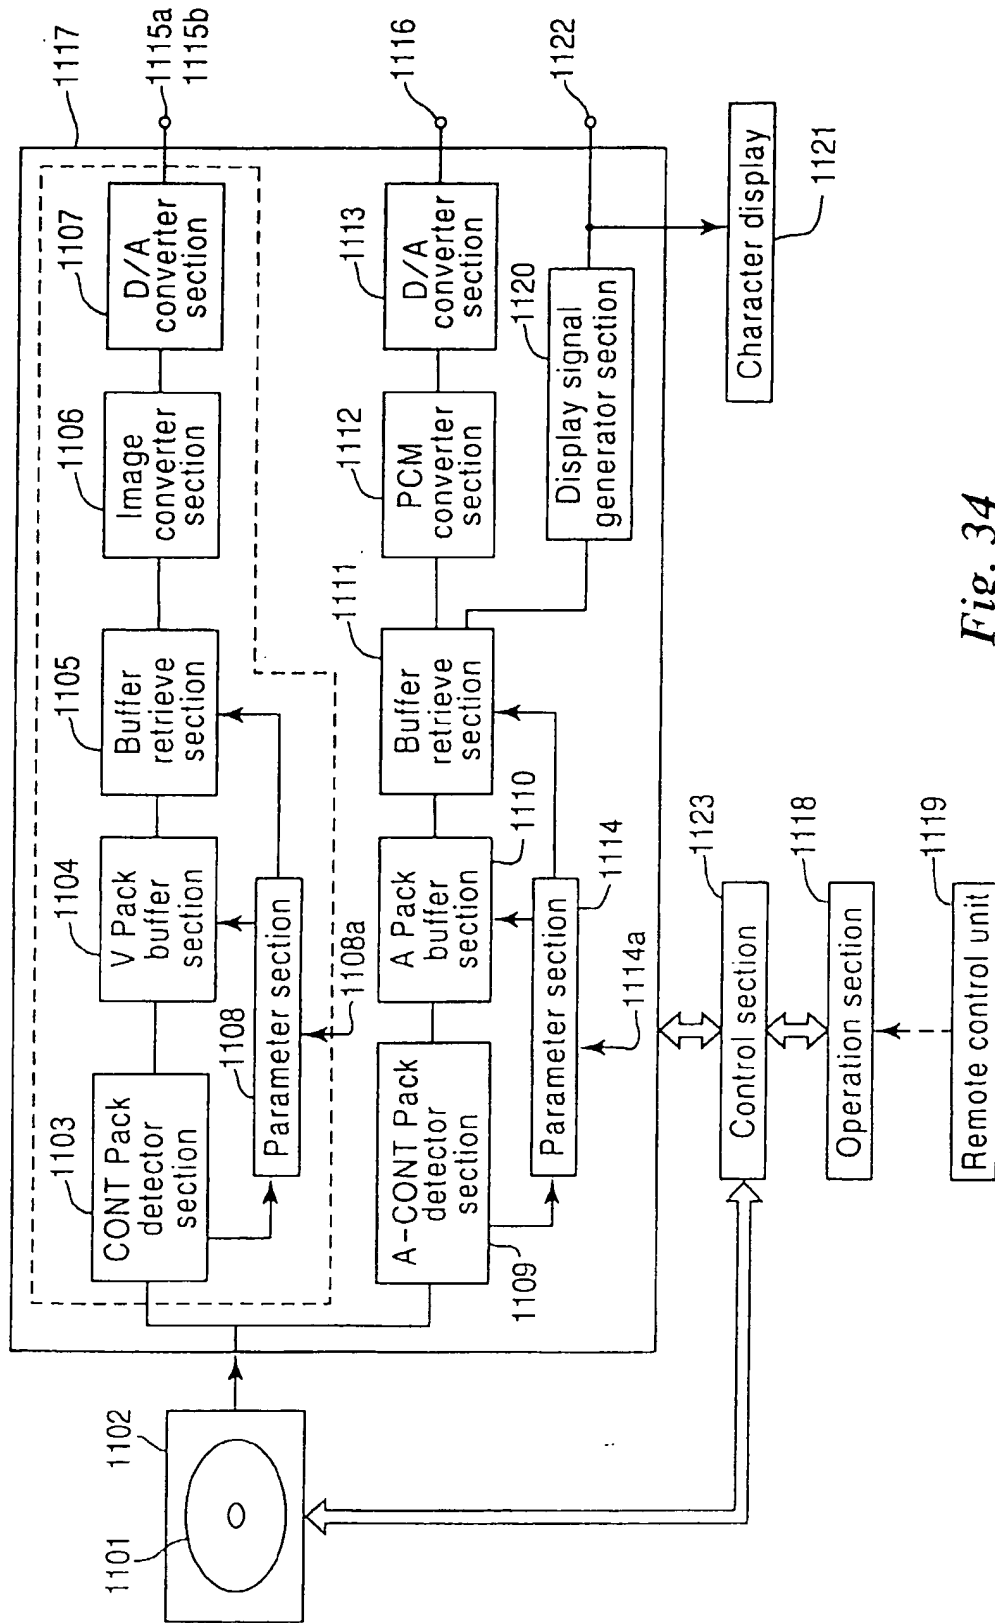 1117
1115a
1115b
1107
D/A
converter
section
1106
Image
converter
section
1105
Buffer
retrieve
section
1104
V Pack
buffer
section
1103
CONT Pack
detector
section
1108
Parameter section
1108a
1116
1113
D/A
converter
section
1112
PCM
converter
section
1111
Buffer
retrieve
section
1110
A Pack
buffer
section
A-CONT Pack
detector
section
1109
Parameter section
1114
1114a
1122
1120
Display signal
generator section
Character display
1121
1102
1101
1123
Control section
1118
Operation section
1119
Remote control unit
Fig. 34